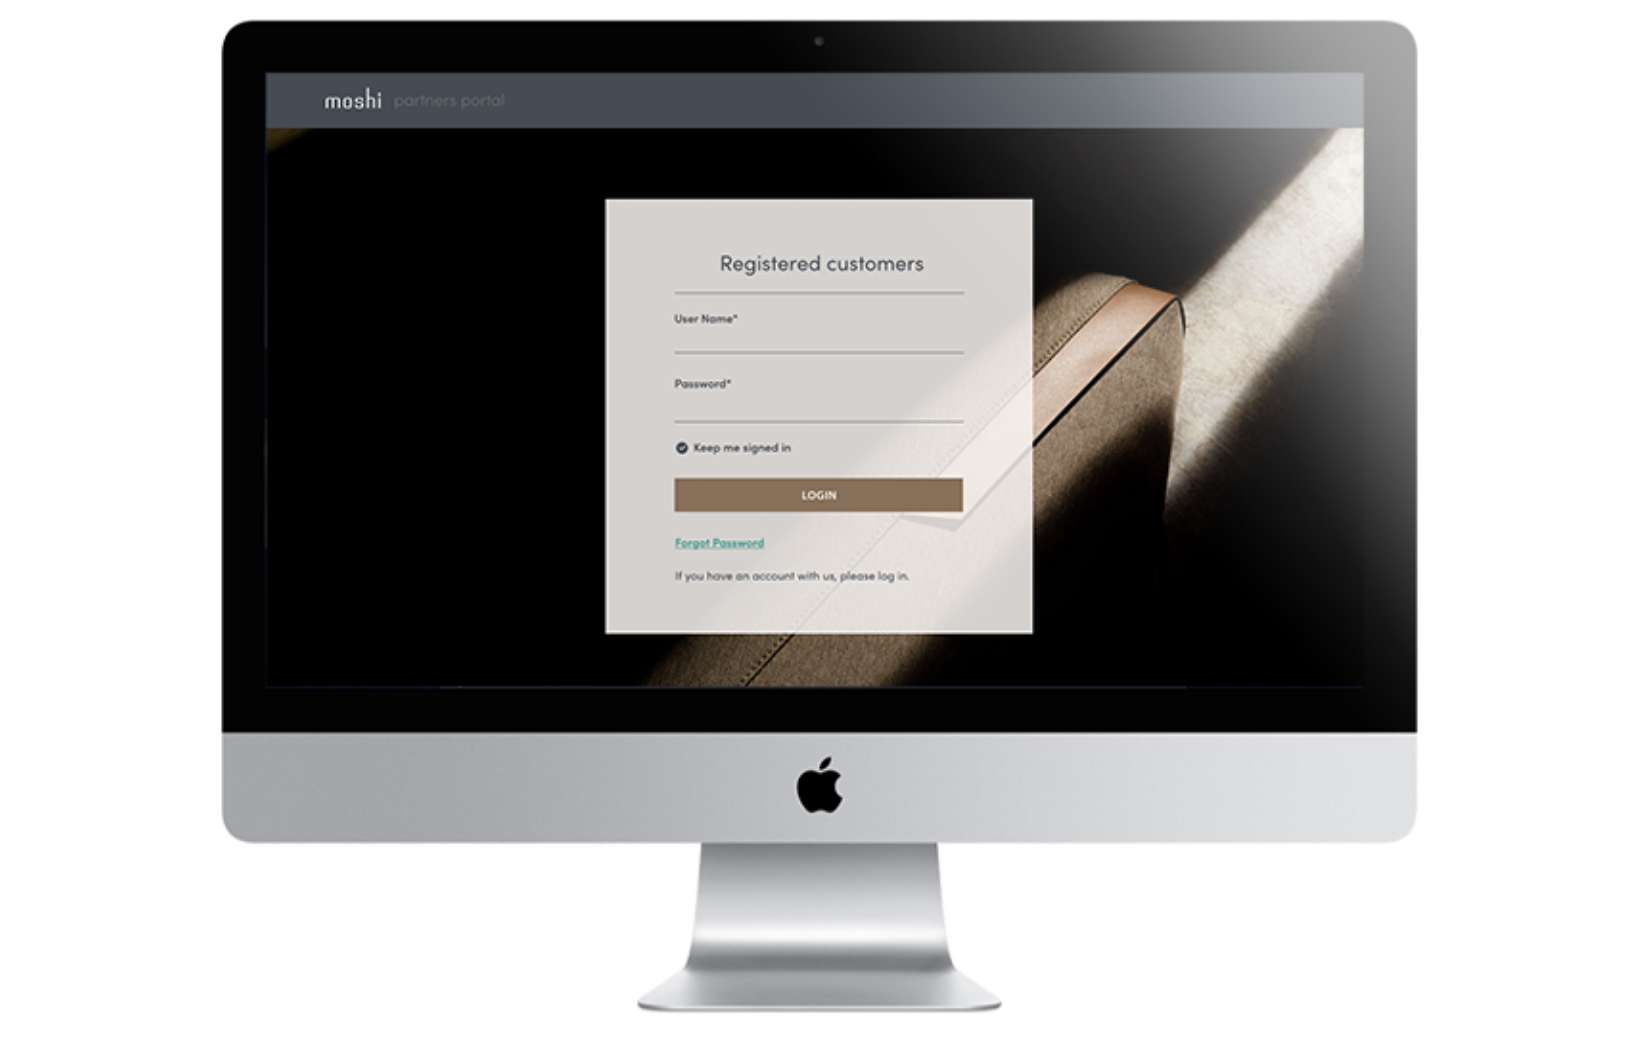 moshi partners portal
Registered customers
User Name*
Password*
Keep me signed in
LOGIN
Forgot Password
If you have an account with us, please log in.